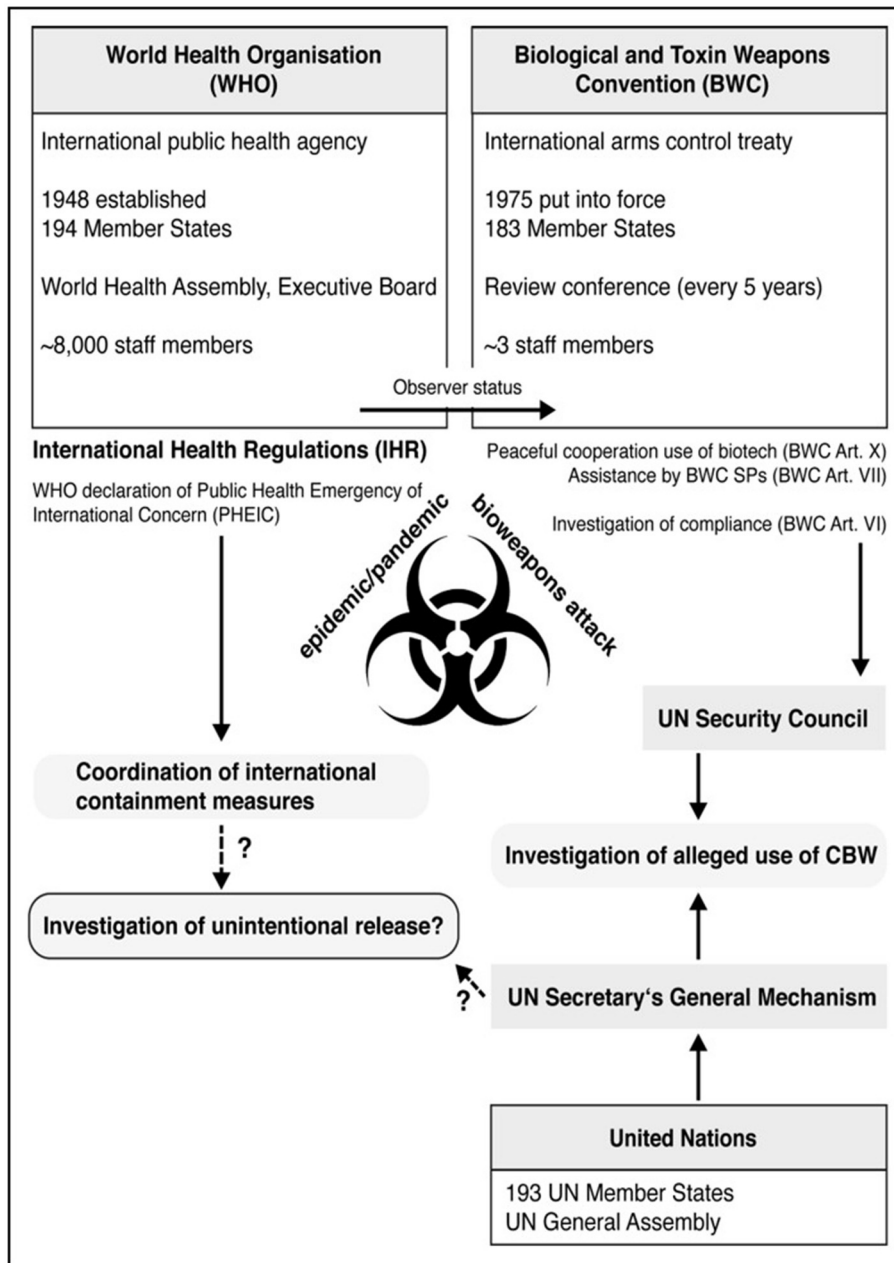 World Health Organisation
(WHO)
International public health agency
1948 established
194 Member States
World Health Assembly, Executive Board
~8,000 staff members
Biological and Toxin Weapons
Convention (BWC)
International arms control treaty
1975 put into force
183 Member States
Review conference (every 5 years)
~3 staff members
Observer status
International Health Regulations (IHR)
WHO declaration of Public Health Emergency of
International Concern (PHEIC)
Peaceful cooperation use of biotech (BWC Art. X)
Assistance by BWC SPs (BWC Art. VII)
Investigation of compliance (BWC Art. VI)
epidemic/pandemic
bioweapons attack
UN Security Council
Coordination of international
containment measures
?
Investigation of alleged use of CBW
Investigation of unintentional release?
?
UN Secretary‘s General Mechanism
United Nations
193 UN Member States
UN General Assembly